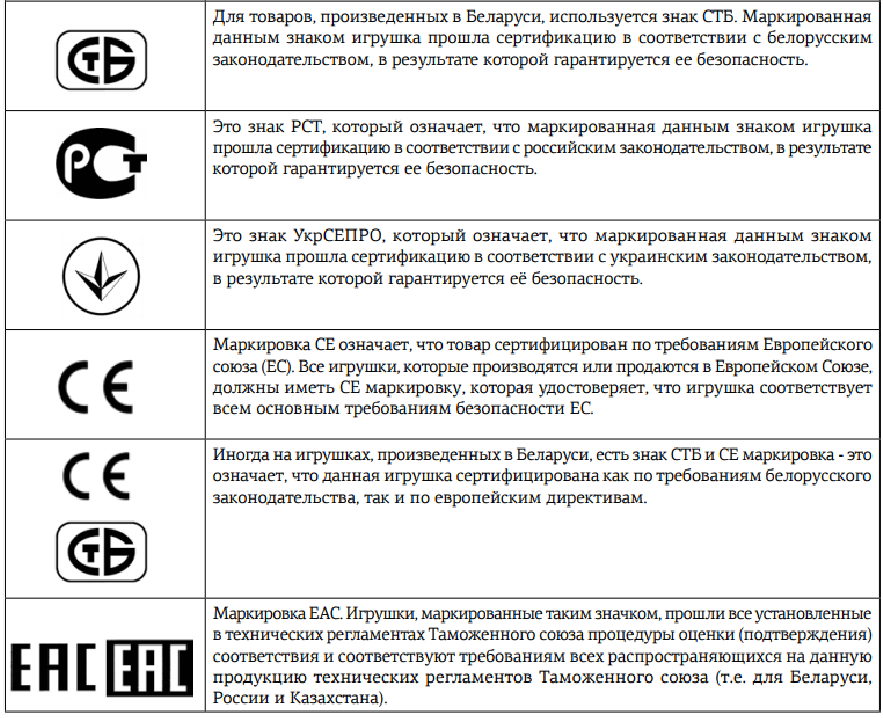 Для товаров, произведенных в Беларуси, используется знак СТБ. Маркированная
данным знаком игрушка прошла сертификацию в соответствии с белорусским
законодательством, в результате которой гарантируется ее безопасность.
СТБ
Это знак РСТ, который означает, что маркированная данным знаком игрушка
прошла сертификацию в соответствии с российским законодательством, в результате
которой гарантируется ее безопасность.
РСТ
Это знак УкрСЕПРО, который означает, что маркированная данным знаком
игрушка прошла сертификацию в соответствии с украинским законодательством,
в результате которой гарантируется её безопасность.
Маркировка СЕ означает, что товар сертифицирован по требованиям Европейского
союза (ЕС). Все игрушки, которые производятся или продаются в Европейском Союзе,
должны иметь СЕ маркировку, которая удостоверяет, что игрушка соответствует
всем основным требованиям безопасности ЕС.
CE
Иногда на игрушках, произведенных в Беларуси, есть знак СТБ и СЕ маркировка - это
означает, что данная игрушка сертифицирована как по требованиям белорусского
законодательства, так и по европейским директивам.
CE
СТБ
Маркировка ЕАС. Игрушки, маркированные таким значком, прошли все установленные
в технических регламентах Таможенного союза процедуры оценки (подтверждения)
соответствия и соответствуют требованиям всех распространяющихся на данную
продукцию технических регламентов Таможенного союза (т.е. для Беларуси,
России и Казахстана).
EAC EAC